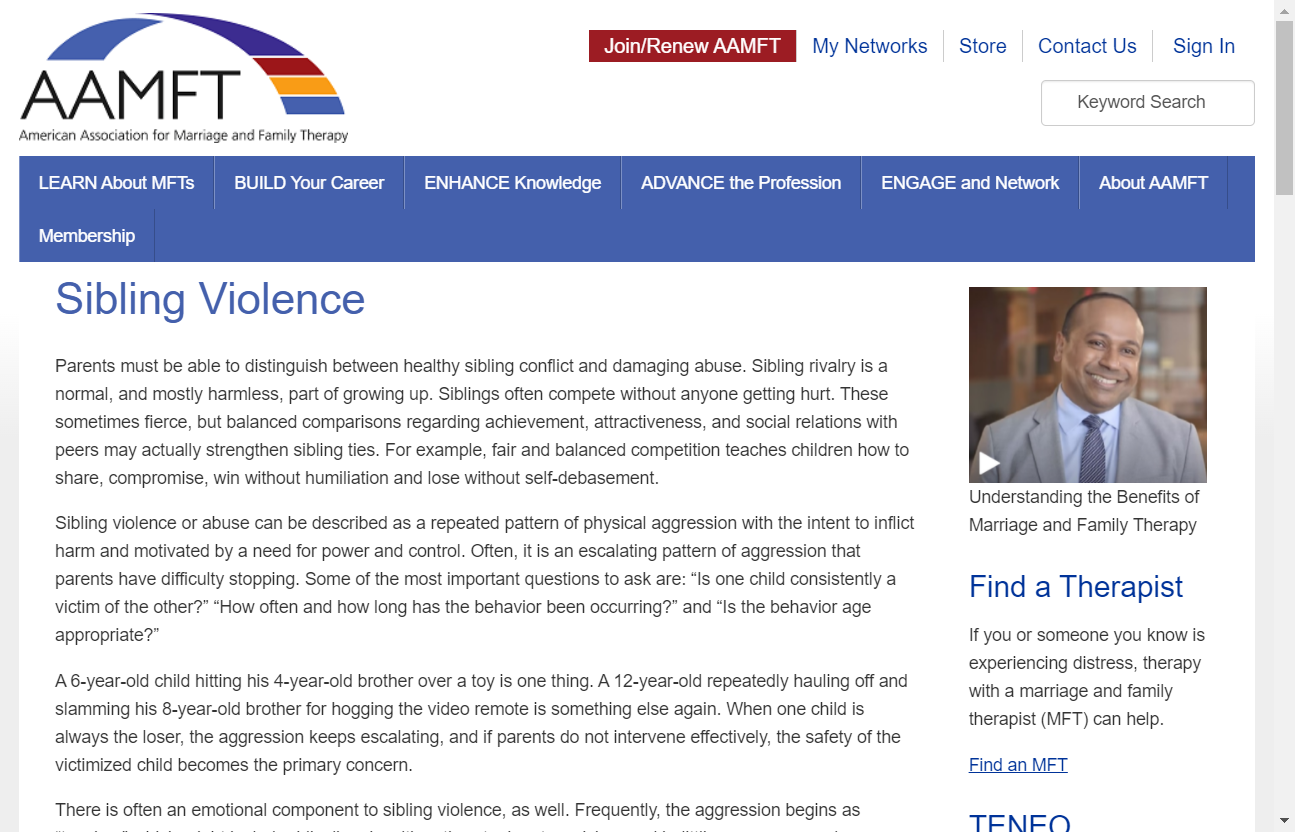 AAMFT
American Association for Marriage and Family Therapy
Join/Renew AAMFT
My Networks
Store
Contact Us
Sign In
Keyword Search
LEARN About MFTs
BUILD Your Career
ENHANCE Knowledge
ADVANCE the Profession
ENGAGE and Network
About AAMFT
Membership
Sibling Violence
Parents must be able to distinguish between healthy sibling conflict and damaging abuse. Sibling rivalry is a
normal, and mostly harmless, part of growing up. Siblings often compete without anyone getting hurt. These
sometimes fierce, but balanced comparisons regarding achievement, attractiveness, and social relations with
peers may actually strengthen sibling ties. For example, fair and balanced competition teaches children how to
share, compromise, win without humiliation and lose without self-debasement.
Sibling violence or abuse can be described as a repeated pattern of physical aggression with the intent to inflict
harm and motivated by a need for power and control. Often, it is an escalating pattern of aggression that
parents have difficulty stopping. Some of the most important questions to ask are: “Is one child consistently a
victim of the other?” “How often and how long has the behavior been occurring?” and “Is the behavior age
appropriate?”
A 6-year-old child hitting his 4-year-old brother over a toy is one thing. A 12-year-old repeatedly hauling off and
slamming his 8-year-old brother for hogging the video remote is something else again. When one child is
always the loser, the aggression keeps escalating, and if parents do not intervene effectively, the safety of the
victimized child becomes the primary concern.
There is often an emotional component to sibling violence, as well. Frequently, the aggression begins as
Understanding the Benefits of
Marriage and Family Therapy
Find a Therapist
If you or someone you know is
experiencing distress, therapy
with a marriage and family
therapist (MFT) can help.
Find an MFT
TENEO